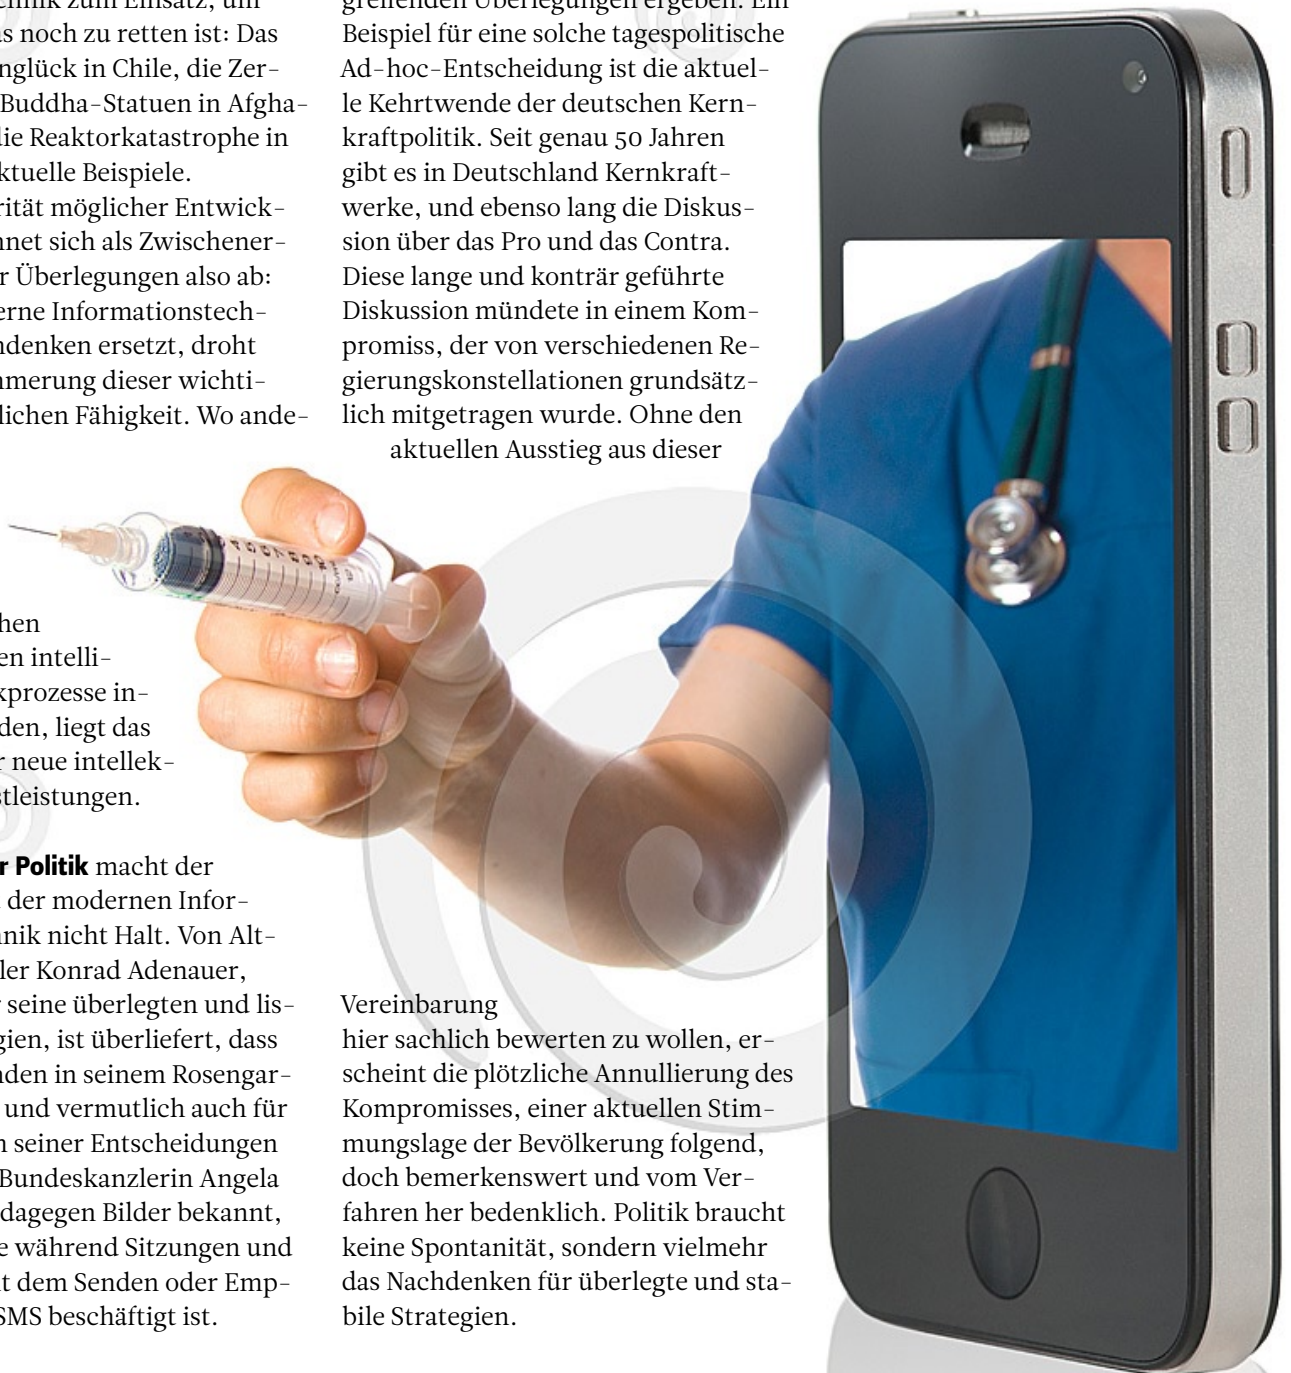 chnik zum Einsatz, um
as noch zu retten ist: Das
nglück in Chile, die Zer-
Buddha-Statuen in Afgha-
die Reaktorkatastrophe in
ktuelle Beispiele.
rität möglicher Entwick-
hnet sich als Zwischener-
r Überlegungen also ab:
erne Informationstech-
hdenken ersetzt, droht
mmerung dieser wichti-
lichen Fähigkeit. Wo ande-
hen
en intelli-
kprozesse in-
den, liegt das
r neue intellek-
stleistungen.
r Politik macht der
der modernen Infor-
hnik nicht Halt. Von Alt-
ler Konrad Adenauer,
r seine überlegten und lis-
gien, ist überliefert, dass
nden in seinem Rosengar-
und vermutlich auch für
n seiner Entscheidungen
Bundeskanzlerin Angela
dagegen Bilder bekannt,
e während Sitzungen und
it dem Senden oder Emp-
SMS beschäftigt ist.
greifenden Überlegungen ergeben. Ein
Beispiel für eine solche tagespolitische
Ad-hoc-Entscheidung ist die aktuel-
le Kehrtwende der deutschen Kern-
kraftpolitik. Seit genau 50 Jahren
gibt es in Deutschland Kernkraft-
werke, und ebenso lang die Diskus-
sion über das Pro und das Contra.
Diese lange und konträr geführte
Diskussion mündete in einem Kom-
promiss, der von verschiedenen Re-
gierungskonstellationen grundsätz-
lich mitgetragen wurde. Ohne den
aktuellen Ausstieg aus dieser
Vereinbarung
hier sachlich bewerten zu wollen, er-
scheint die plötzliche Annullierung des
Kompromisses, einer aktuellen Stim-
mungslage der Bevölkerung folgend,
doch bemerkenswert und vom Ver-
fahren her bedenklich. Politik braucht
keine Spontanität, sondern vielmehr
das Nachdenken für überlegte und sta-
bile Strategien.